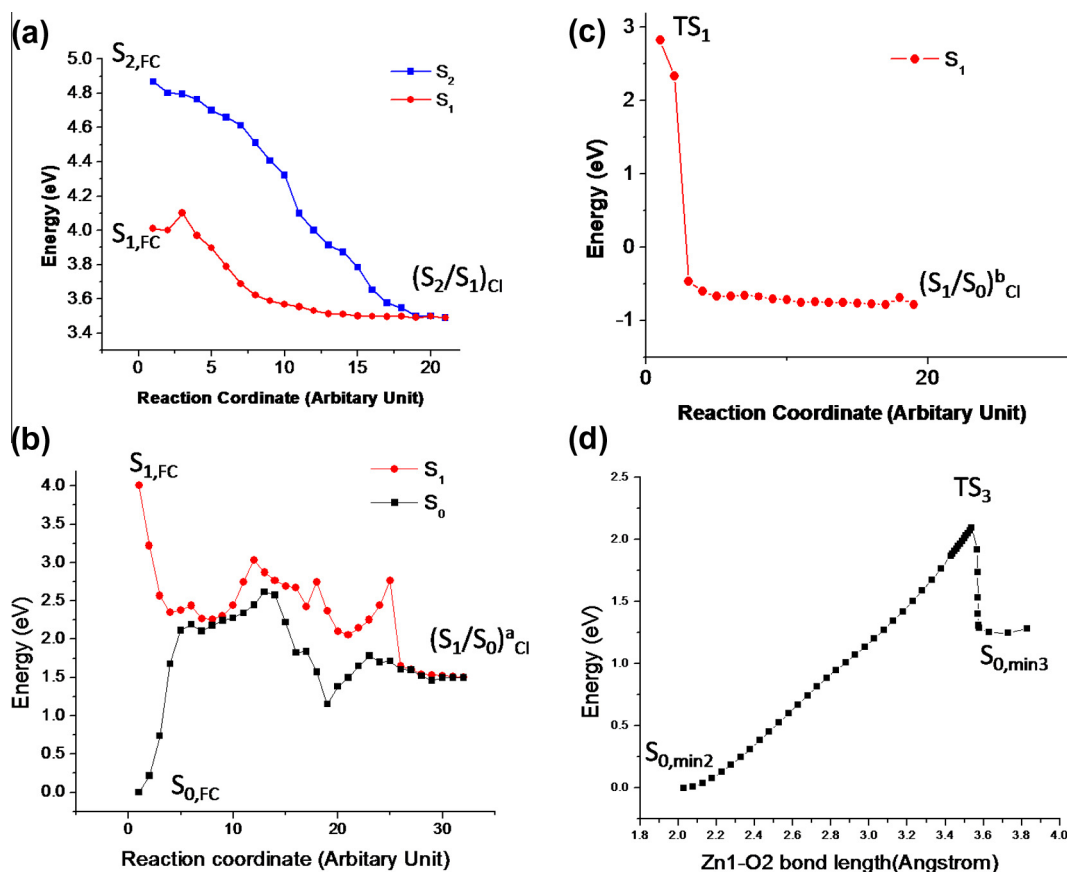 (a)
S2,FC
S2
S1
5.0
4.8
4.6
4.4
4.2
4.0
3.8
3.6
3.4
Energy (eV)
S1,FC
(S2/S1)CI
0
5
10
15
20
Reaction Cordinate (Arbitary Unit)
(c)
TS1
S1
3
2
1
0
-1
Energy (eV)
(S1/S0)bCI
0
20
Reaction Coordinate (Arbitary Unit)
(b)
S1,FC
S1
S0
4.0
3.5
3.0
2.5
2.0
1.5
1.0
0.5
0.0
Energy (eV)
(S1/S0)aCI
S0,FC
0
10
20
30
Reaction coordinate (Arbitary Unit)
(d)
TS3
2.5
2.0
1.5
1.0
0.5
0.0
Energy (eV)
S0,min3
S0,min2
1.8
2.0
2.2
2.4
2.6
2.8
3.0
3.2
3.4
3.6
3.8
4.0
Zn1-O2 bond length(Angstrom)